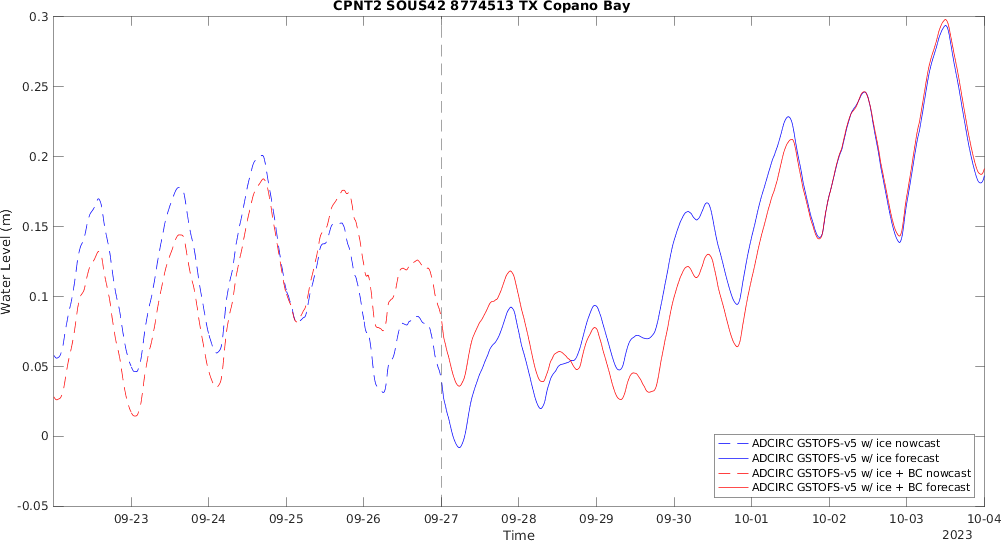 CPNT2 SOUS42 8774513 TX Copano Bay
0.3
0.25
0.2
0.15
0.1
0.05
0
-0.05
Water Level (m)
09-23 09-24 09-25 09-26 09-27 09-28 09-29 09-30 10-01 10-02 10-03 10-04
Time
2023
ADCIRC GSTOFS-v5 w/ ice nowcast
ADCIRC GSTOFS-v5 w/ ice forecast
ADCIRC GSTOFS-v5 w/ ice + BC nowcast
ADCIRC GSTOFS-v5 w/ ice + BC forecast